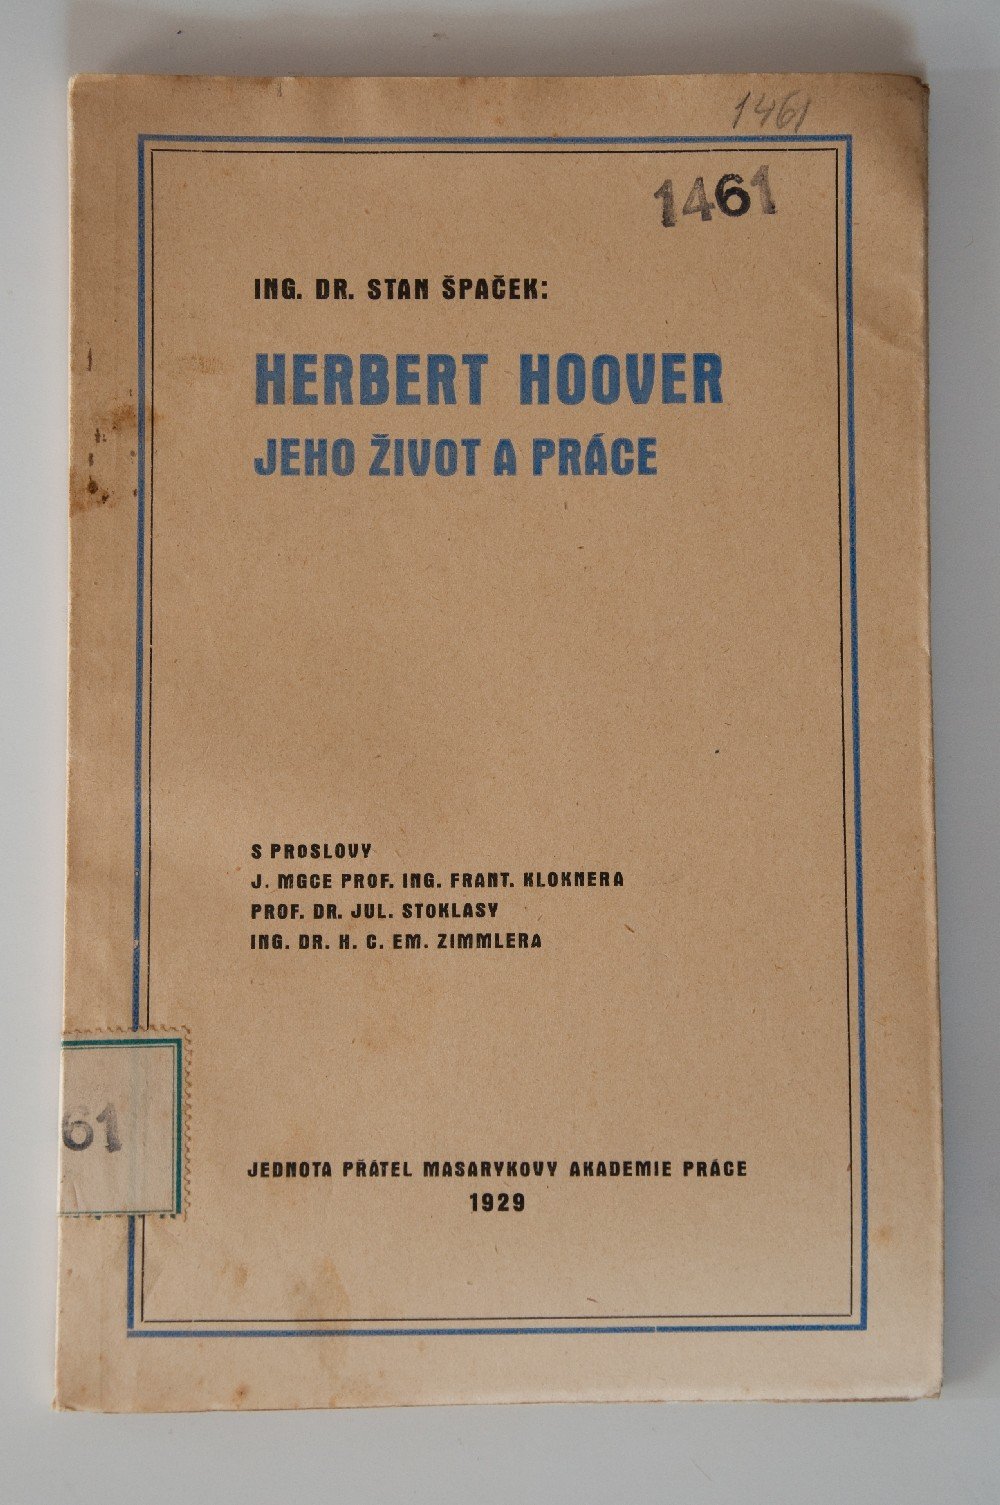 1461
1461
ING. DR. STAN ŠPAČEK:
HERBERT HOOVER
JEHO ŽIVOT A PRÁCE
S PROSLOVY
J. MGCE PROF. ING. FRANT. KLOKNERA
PROF. DR. JUL. STOKLASY
ING. DR. H. C. EM. ZIMMLERA
61
JEDNOTA PŘÁTEL MASARYKOVY AKADEMIE PRÁCE
1929